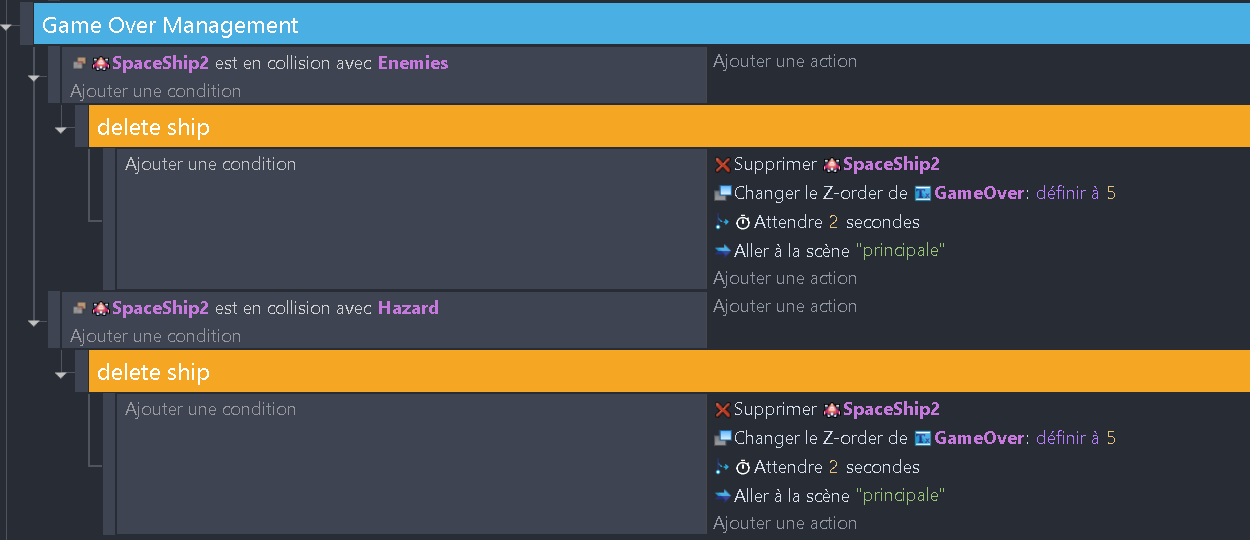 Game Over Management
SpaceShip2 est en collision avec Enemies
Ajouter une action
Ajouter une condition
delete ship
Ajouter une condition
Supprimer SpaceShip2
Changer le Z-order de GameOver: définir à 5
Attendre 2 secondes
Aller à la scène "principale"
Ajouter une action
SpaceShip2 est en collision avec Hazard
Ajouter une action
Ajouter une condition
delete ship
Ajouter une condition
Supprimer SpaceShip2
Changer le Z-order de GameOver: définir à 5
Attendre 2 secondes
Aller à la scène "principale"
Ajouter une action